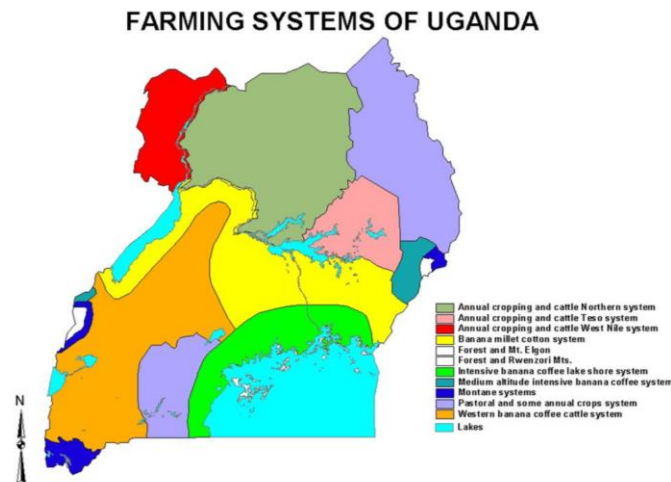 FARMING SYSTEMS OF UGANDA
Annual cropping and cattle Northern system
Annual cropping and cattle Teso system
Annual cropping and cattle West Nile system
Banana millet cotton system
Forest and Mt. Elgon
Forest and Rwenzori Mts.
Intensive banana coffee lake shore system
Medium altitude intensive banana coffee system
Montane systems
Pastoral and some annual crops system
Western banana coffee cattle system
Lakes
N